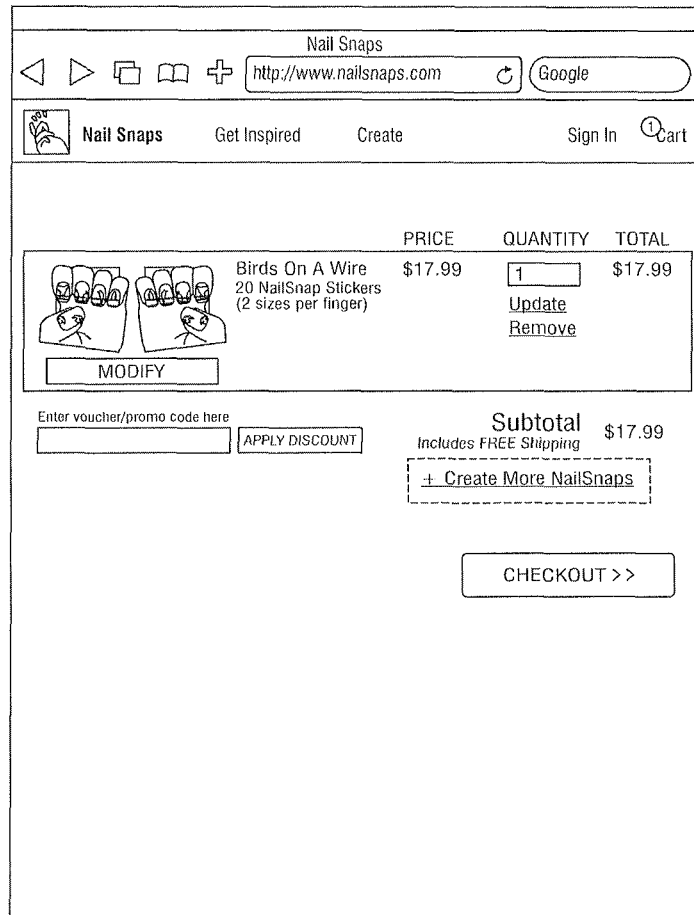 Nail Snaps
http://www.nailsnaps.com
Google
Nail Snaps Get Inspired Create Sign In 1 Cart
PRICE QUANTITY TOTAL
Birds On A Wire $17.99 1 $17.99
20 NailSnap Stickers
(2 sizes per finger)
Update
Remove
MODIFY
Enter voucher/promo code here
APPLY DISCOUNT
Subtotal $17.99
Includes FREE Shipping
+ Create More NailSnaps
CHECKOUT >>